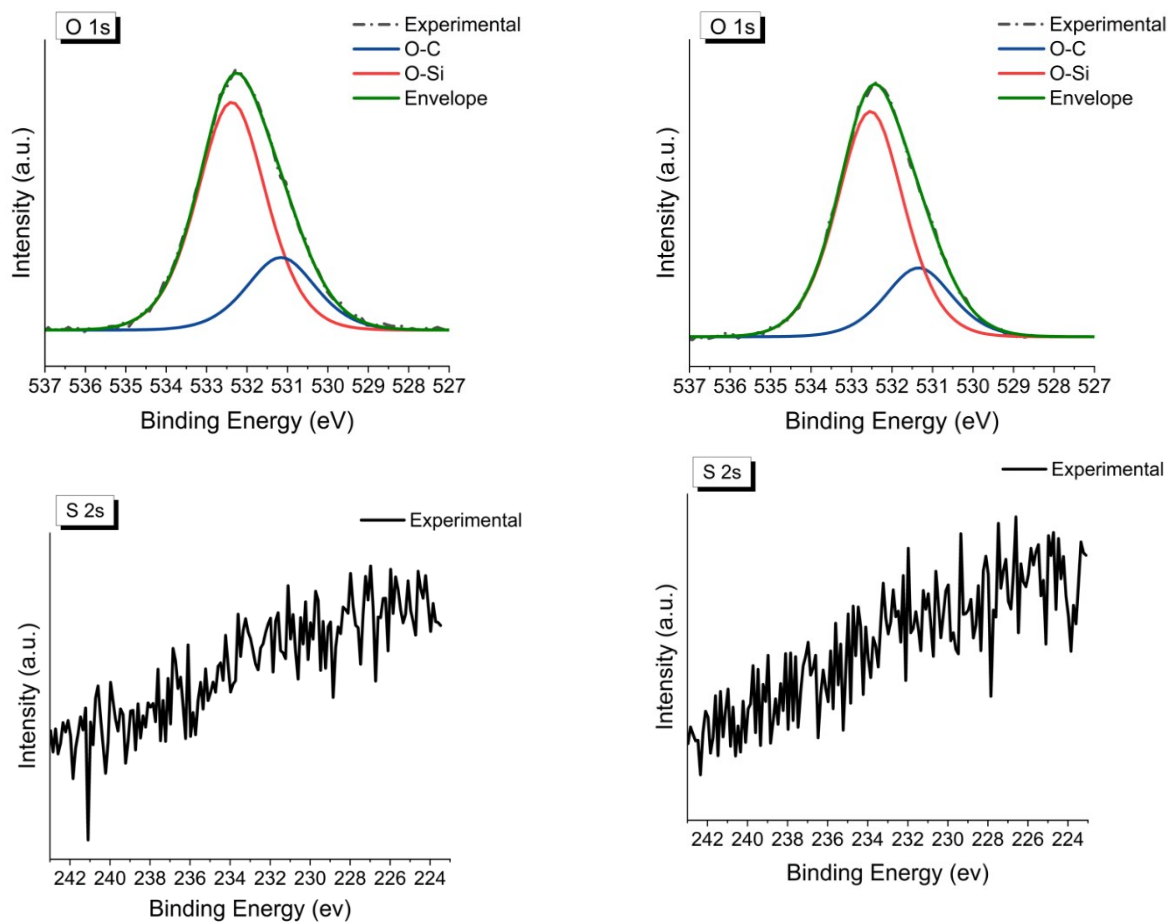 O 1s
Experimental
O-C
O-Si
Envelope
Intensity (a.u.)
537 536 535 534 533 532 531 530 529 528 527
Binding Energy (eV)
O 1s
Experimental
O-C
O-Si
Envelope
Intensity (a.u.)
537 536 535 534 533 532 531 530 529 528 527
Binding Energy (eV)
S 2s
Experimental
Intensity (a.u.)
242 240 238 236 234 232 230 228 226 224
Binding Energy (ev)
S 2s
Experimental
Intensity (a.u.)
242 240 238 236 234 232 230 228 226 224
Binding Energy (ev)